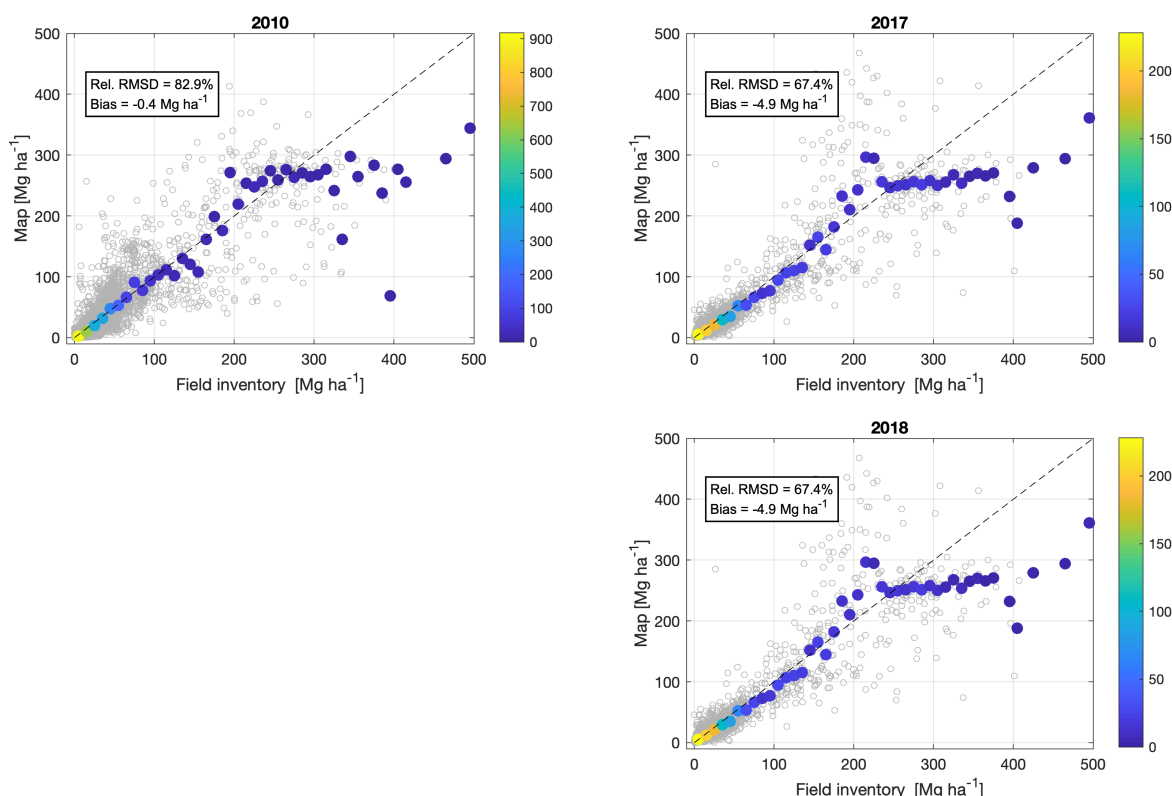 2010
Rel. RMSD = 82.9%
Bias = -0.4 Mg ha-1
Map [Mg ha-1]
500
400
300
200
100
0
0 100 200 300 400 500
Field inventory [Mg ha-1]
900
800
700
600
500
400
300
200
100
0
2017
Rel. RMSD = 67.4%
Bias = -4.9 Mg ha-1
Map [Mg ha-1]
500
400
300
200
100
0
0 100 200 300 400 500
Field inventory [Mg ha-1]
200
150
100
50
0
2018
Rel. RMSD = 67.4%
Bias = -4.9 Mg ha-1
Map [Mg ha-1]
500
400
300
200
100
0
0 100 200 300 400 500
Field inventory [Mg ha-1]
200
150
100
50
0